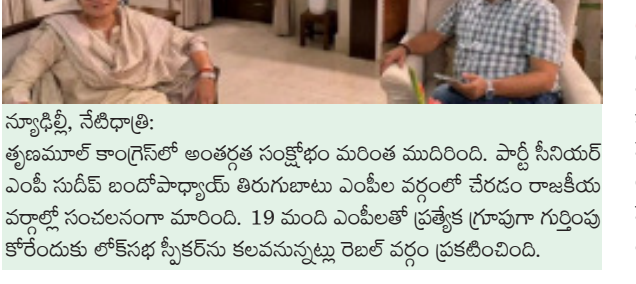 న్యూఢిల్లీ, నేటిధాత్రి:
తృణమూల్ కాంగ్రెస్‌లో అంతర్గత సంక్షోభం మరింత ముదిరింది. పార్టీ సీనియర్
ఎంపీ సుదీప్ బందోపాధ్యాయ్ తిరుగుబాటు ఎంపీల వర్గంలో చేరడం రాజకీయ
వర్గాల్లో సంచలనంగా మారింది. 19 మంది ఎంపీలతో ప్రత్యేక గ్రూపుగా గుర్తింపు
కోరేందుకు లోక్‌సభ స్పీకర్‌ను కలవనున్నట్లు రెబల్ వర్గం ప్రకటించింది.